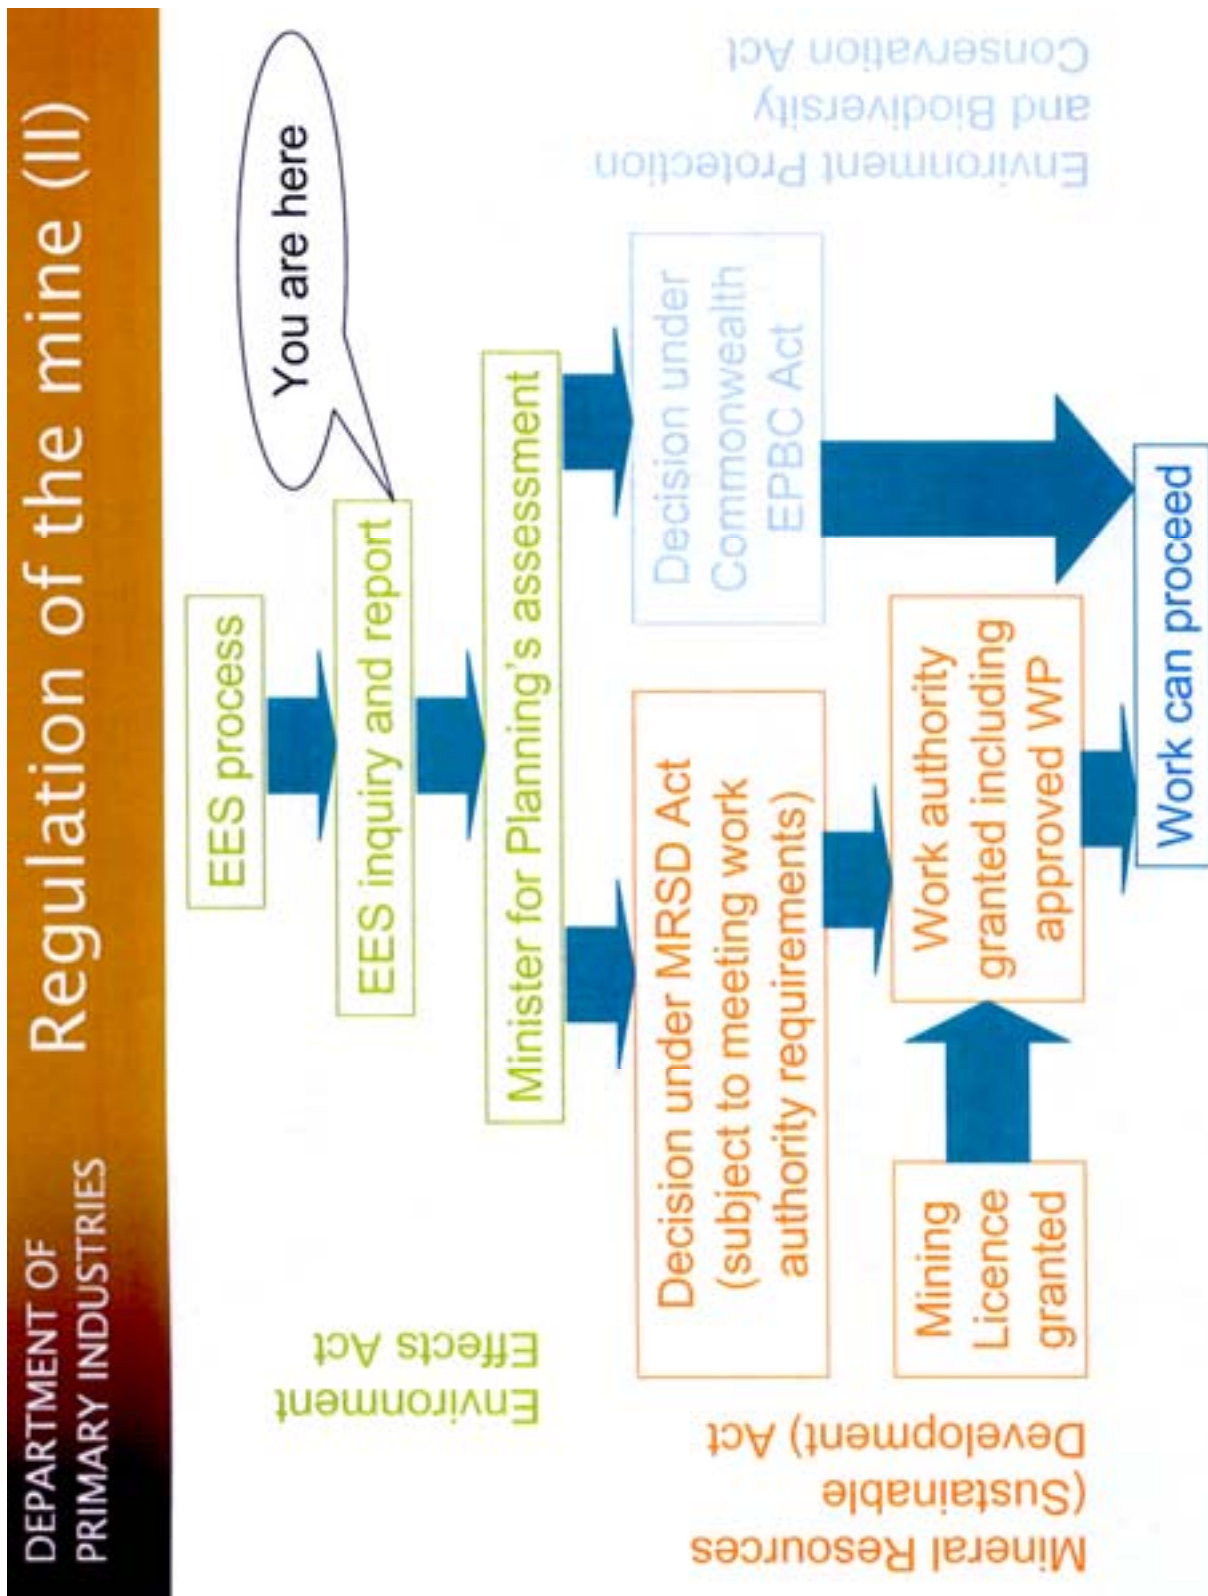 DEPARTMENT OF
PRIMARY INDUSTRIES
Regulation of the mine (II)
You are here
EES process
EES inquiry and report
Minister for Planning's assessment
Environment
Effects Act
Decision under MRSD Act
(subject to meeting work
authority requirements)
Decision under
Commonwealth
EPBC Act
Environment Protection
and Biodiversity
Conservation Act
Mining
Licence
granted
Work authority
granted including
approved WP
Mineral Resources
(Sustainable
Development) Act
Work can proceed